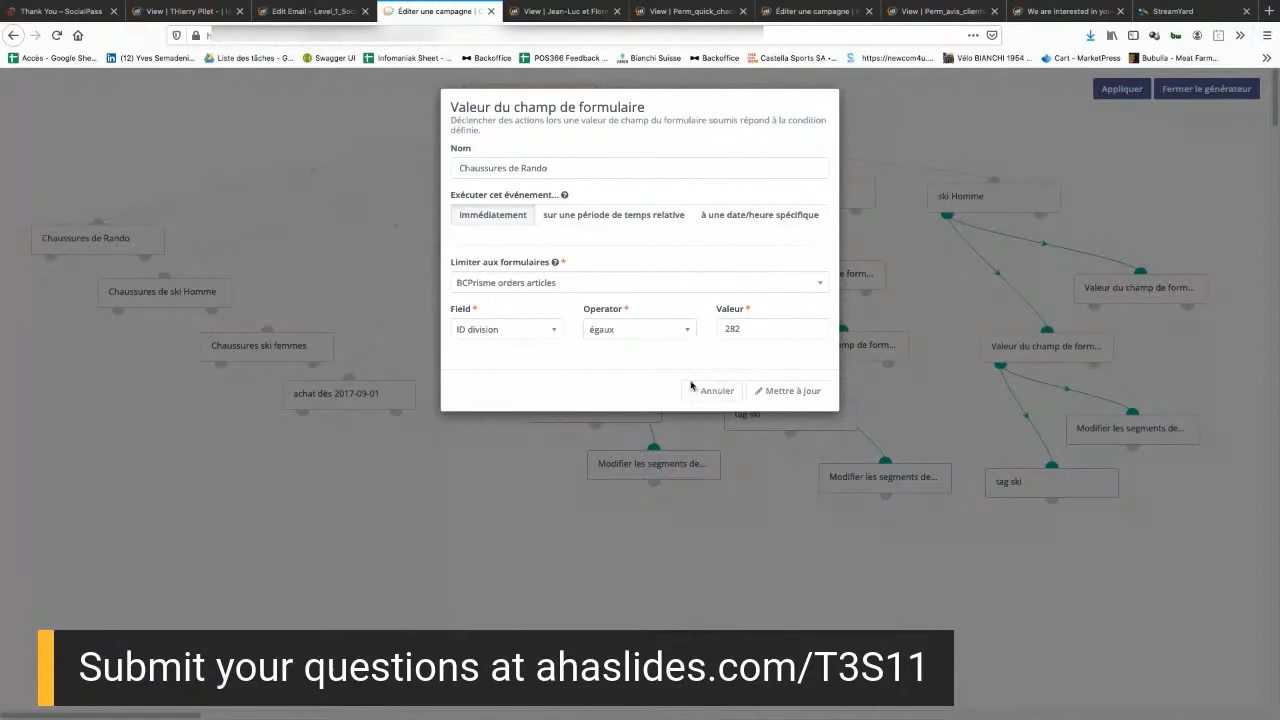 Thank You – SocialPass
View | THierry Pilet - | M
Edit Email - Level_1_Soc
Éditer une campagne | C
View | Jean-Luc et Flor
View | Perm_quick_chec
Éditer une campagne |
View | Perm_avis_clients
We are interested in you
StreamYard
Accès - Google She...
(12) Yves Semadeni...
Liste des tâches - G...
Swagger UI
Infomaniak Sheet - ...
Backoffice
POS366 Feedback ...
Bianchi Suisse
Backoffice
Castella Sports SA •...
https://newcom4u....
Vélo BIANCHI 1954 ...
Cart - MarketPress
Bubulla - Meat Farm...
Appliquer
Fermer le générateur
Valeur du champ de formulaire
Déclencher des actions lors une valeur de champ du formulaire soumis répond à la condition
définie.
Nom
Chaussures de Rando
Exécuter cet événement...
immédiatement
sur une période de temps relative
à une date/heure spécifique
Limiter aux formulaires *
BCPrisme orders articles
Field *
Operator *
Valeur *
ID division
égaux
282
Annuler
Mettre à jour
Chaussures de Rando
Chaussures de ski Homme
Chaussures ski femmes
achat dès 2017-09-01
ski Homme
e form...
Valeur du champ de form...
mp de form...
Valeur du champ de form...
tag ski
Modifier les segments de...
Modifier les segments de...
Modifier les segments de...
tag ski
Submit your questions at ahaslides.com/T3S11